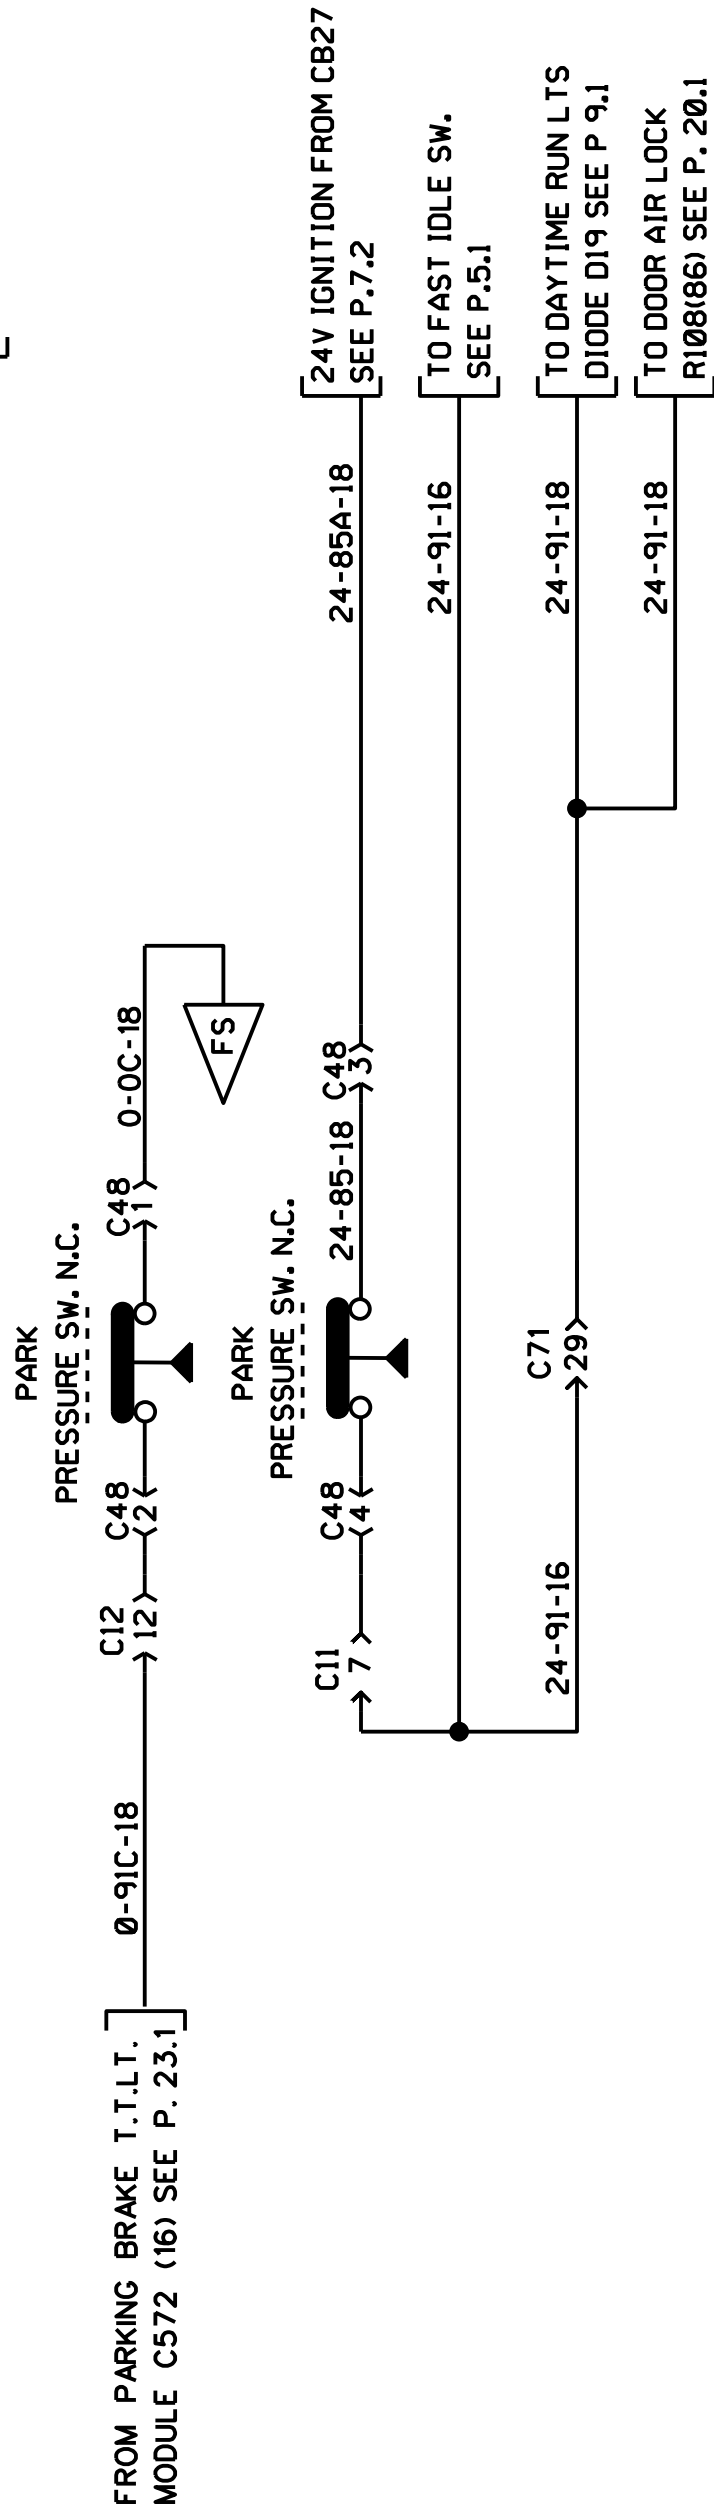 PARK
PRESSURE SW. N.C.
FROM PARKING BRAKE T.T.LT.
MODULE C572 (16) SEE P. 23.1
0-91C-18
C12
12
C48
2
C48
1
0-0C-18
FS
PARK
PRESSURE SW. N.C.
C11
7
C48
4
24-85-18
C48
3
24-85A-18
24V IGNITION FROM CB27
SEE P.7.2
24-91-16
TO FAST IDLE SW.
SEE P.5.1
24-91-16
C71
29
24-91-18
TO DAYTIME RUN LTS
DIODE D19 SEE P 9.1
24-91-18
TO DOOR AIR LOCK
R108(86) SEE P. 20.1